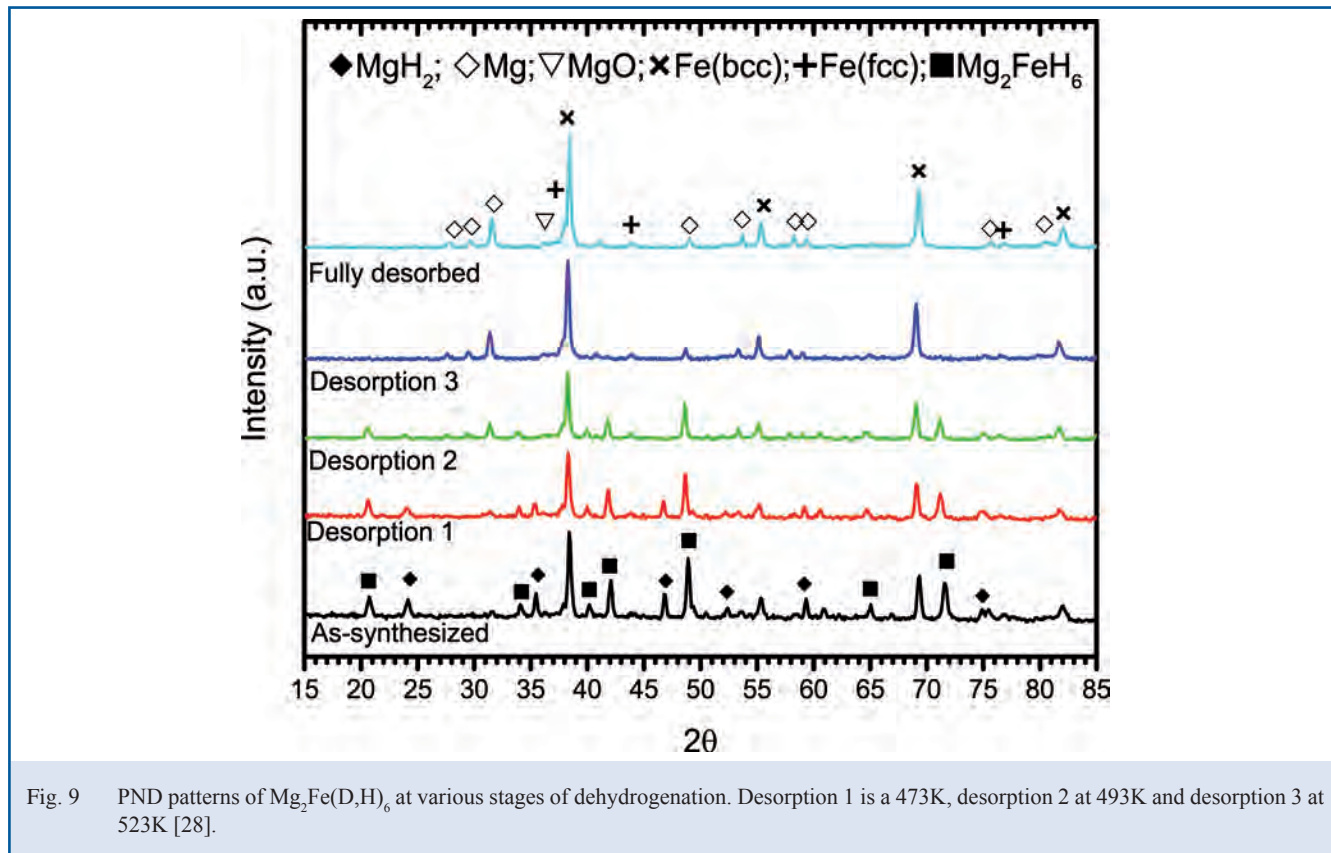 ◆MgH₂; ◇Mg; ▽MgO; ×Fe(bcc); +Fe(fcc); ■Mg₂FeH₆
Intensity (a.u.)
Fully desorbed
Desorption 3
Desorption 2
Desorption 1
As-synthesized
15 20 25 30 35 40 45 50 55 60 65 70 75 80 85
2θ
Fig. 9 PND patterns of Mg₂Fe(D,H)₆ at various stages of dehydrogenation. Desorption 1 is a 473K, desorption 2 at 493K and desorption 3 at
523K [28].